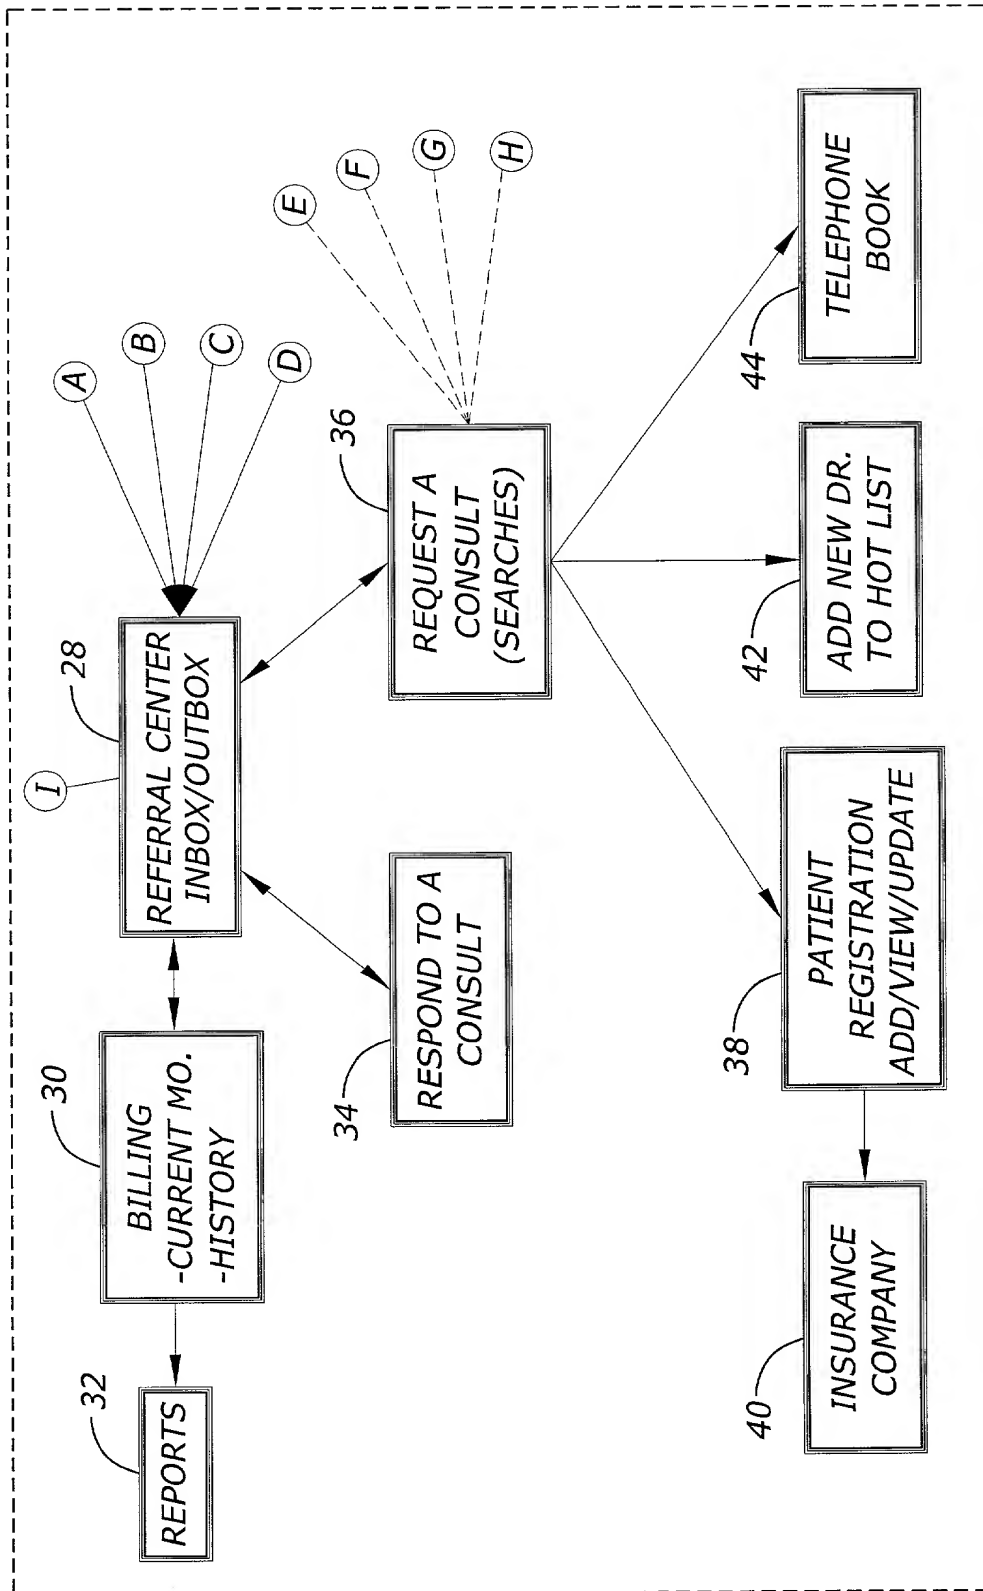 I
A
B
C
D
28
REFERRAL CENTER
INBOX/OUTBOX
30
BILLING
-CURRENT MO.
-HISTORY
32
REPORTS
E
F
G
H
36
REQUEST A
CONSULT
(SEARCHES)
34
RESPOND TO A
CONSULT
44
TELEPHONE
BOOK
42
ADD NEW DR.
TO HOT LIST
38
PATIENT
REGISTRATION
ADD/VIEW/UPDATE
40
INSURANCE
COMPANY